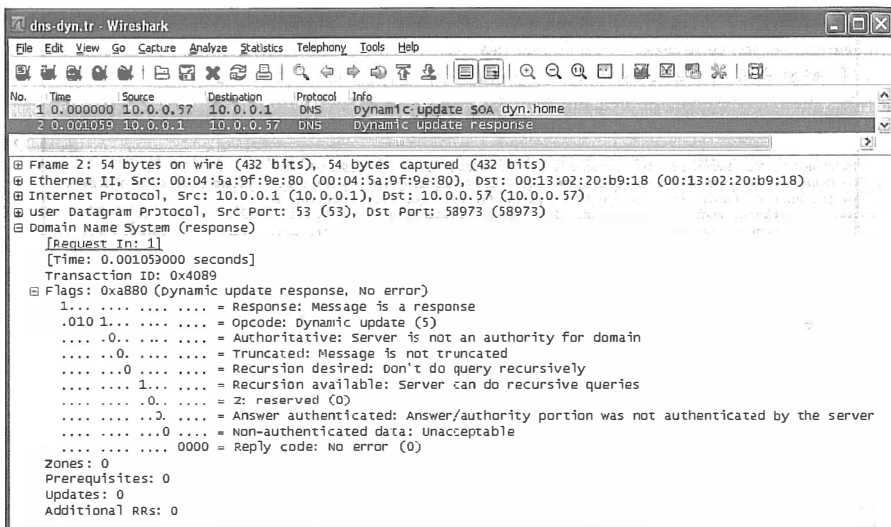 dns-dyn.tr - Wireshark
File Edit View Go Capture Analyze Statistics Telephony Tools Help
No. Time Source Destination Protocol Info
1 0.000000 10.0.0.57 10.0.0.1 DNS Dynamic update SOA dyn.home
2 0.001059 10.0.0.1 10.0.0.57 DNS Dynamic update response
Frame 2: 54 bytes on wire (432 bits), 54 bytes captured (432 bits)
Ethernet II, Src: 00:04:5a:9f:9e:80 (00:04:5a:9f:9e:80), Dst: 00:13:02:20:b9:18 (00:13:02:20:b9:18)
Internet Protocol, Src: 10.0.0.1 (10.0.0.1), Dst: 10.0.0.57 (10.0.0.57)
User Datagram Protocol, Src Port: 53 (53), Dst Port: 58973 (58973)
Domain Name System (response)
[Request In: 1]
[Time: 0.001059000 seconds]
Transaction ID: 0x4089
Flags: 0xa880 (Dynamic update response, No error)
1... .... .... .... = Response: Message is a response
.010 1... .... .... = Opcode: Dynamic update (5)
.... .0.. .... .... = Authoritative: Server is not an authority for domain
.... ..0. .... .... = Truncated: Message is not truncated
.... ...0 .... .... = Recursion desired: Don't do query recursively
.... .... 1... .... = Recursion available: Server can do recursive queries
.... .... .0.. .... = Z: reserved (0)
.... .... ..0. .... = Answer authenticated: Answer/authority portion was not authenticated by the server
.... .... ...0 .... = Non-authenticated data: Unacceptable
.... .... .... 0000 = Reply code: No error (0)
Zones: 0
Prerequisites: 0
Updates: 0
Additional RRs: 0